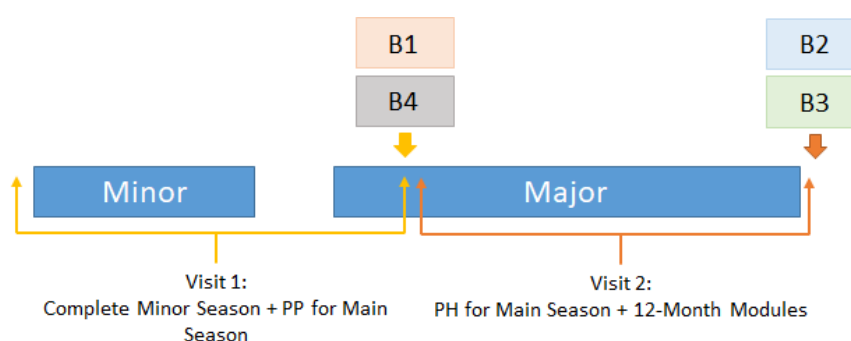 B1
B2
B4
B3
Minor
Major
Visit 1:
Complete Minor Season + PP for Main
Season
Visit 2:
PH for Main Season + 12-Month Modules